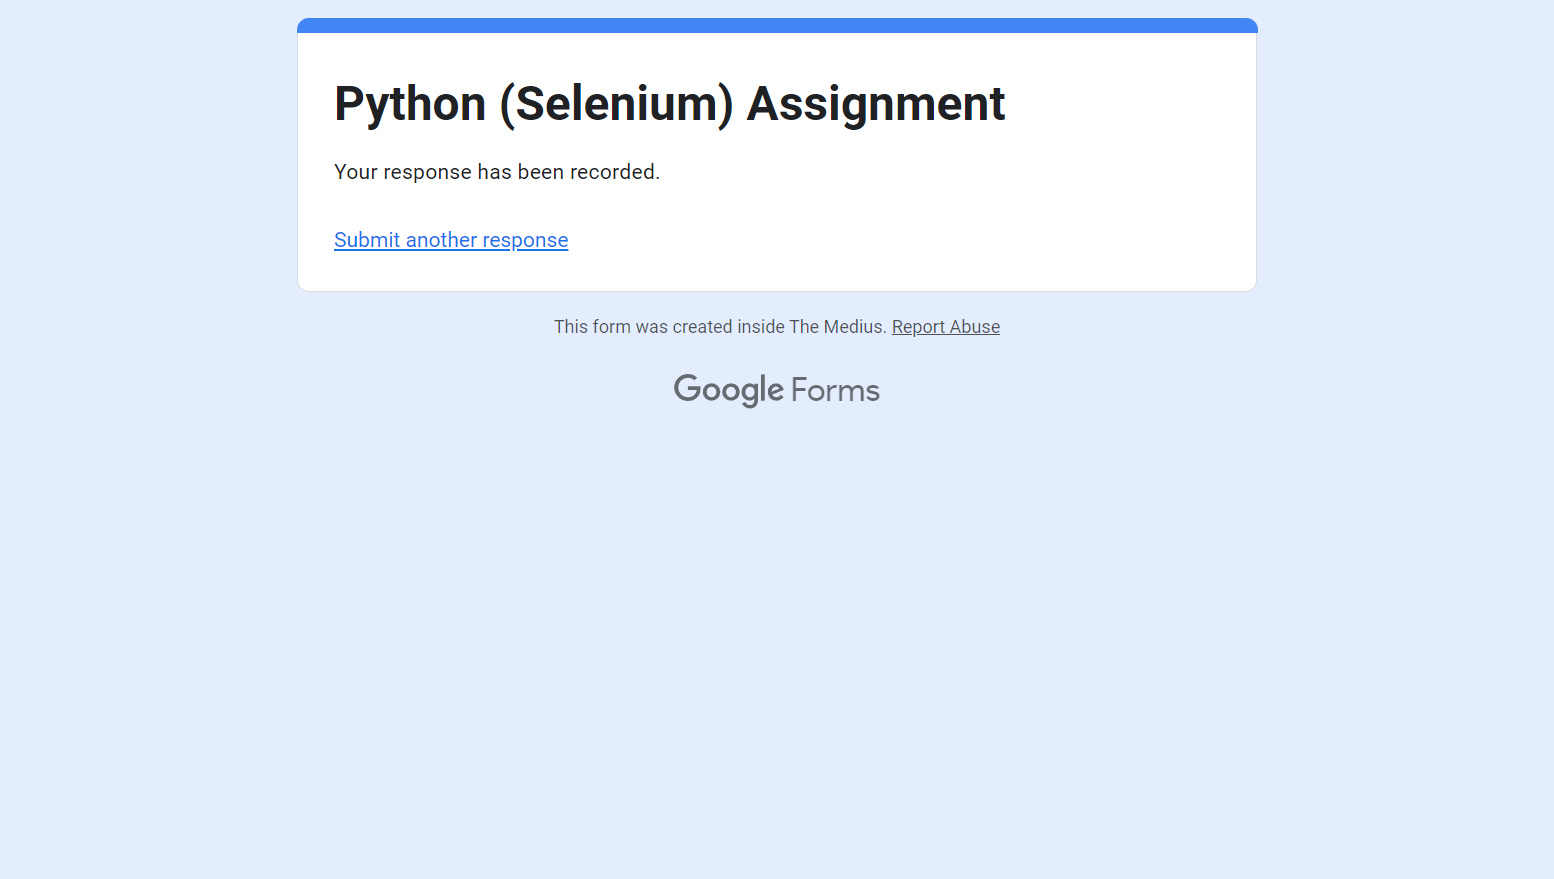 Python (Selenium) Assignment
Your response has been recorded.
Submit another response
This form was created inside The Medius. Report Abuse
Google Forms